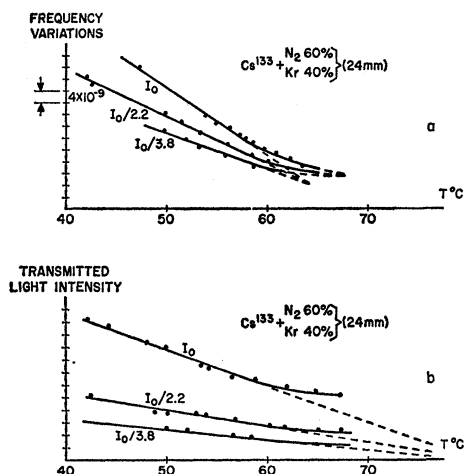 FREQUENCY
VARIATIONS
Cs133 + N2 60%
Kr 40% } (24mm)
I0
4X10-9
I0/2.2
I0/3.8
a
T °C
40 50 60 70
TRANSMITTED
LIGHT INTENSITY
Cs133 + N2 60%
Kr 40% } (24mm)
I0
b
I0/2.2
I0/3.8
T °C
40 50 60 70